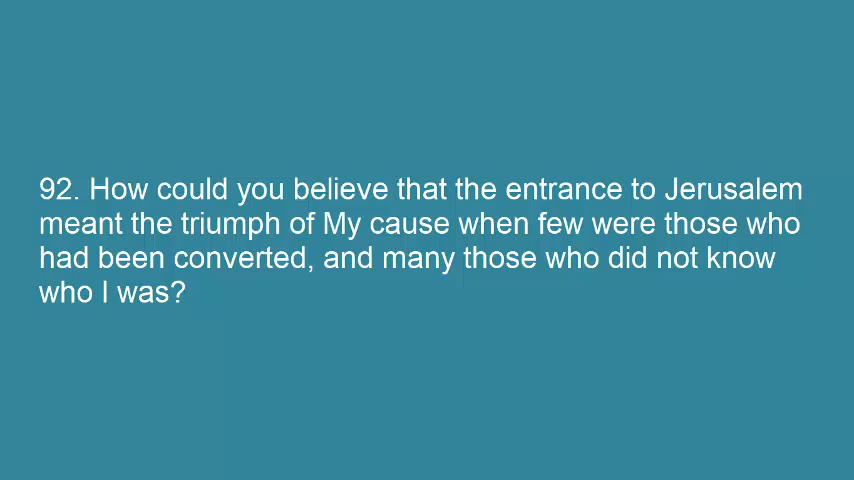 92. How could you believe that the entrance to Jerusalem
meant the triumph of My cause when few were those who
had been converted, and many those who did not know
who I was?